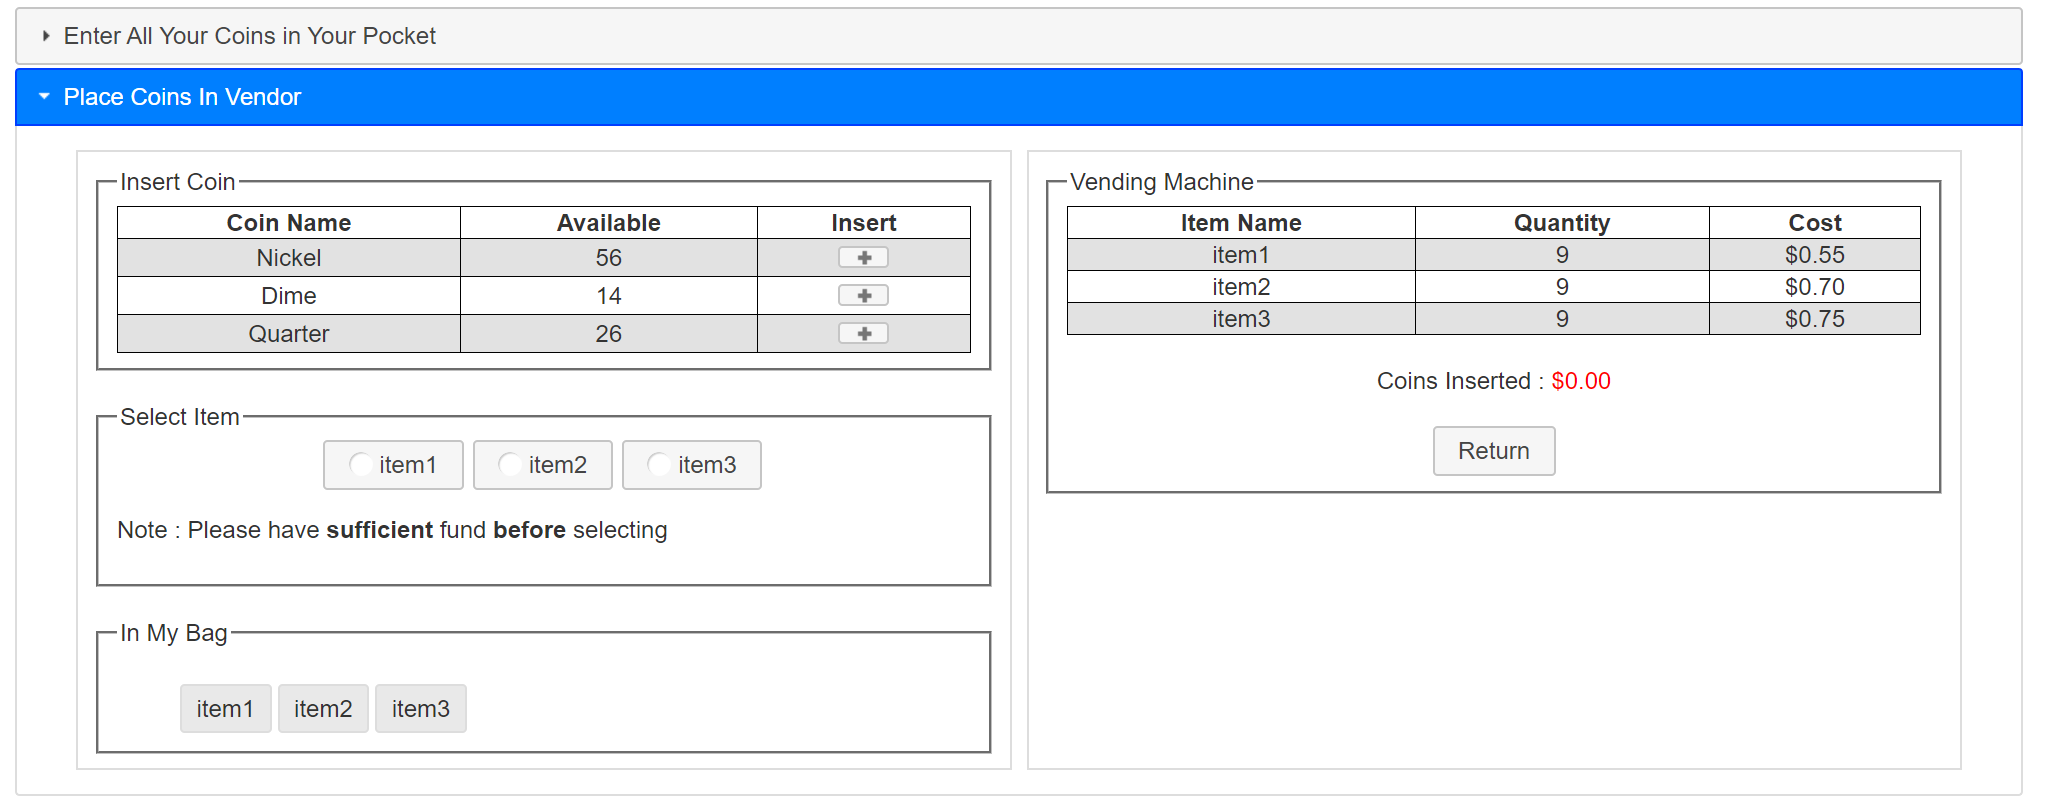 Enter All Your Coins in Your Pocket
Place Coins In Vendor
Insert Coin
Coin Name Available Insert
Nickel 56
Dime 14
Quarter 26
Select Item
item1 item2 item3
Note : Please have sufficient fund before selecting
In My Bag
item1 item2 item3
Vending Machine
Item Name Quantity Cost
item1 9 $0.55
item2 9 $0.70
item3 9 $0.75
Coins Inserted : $0.00
Return